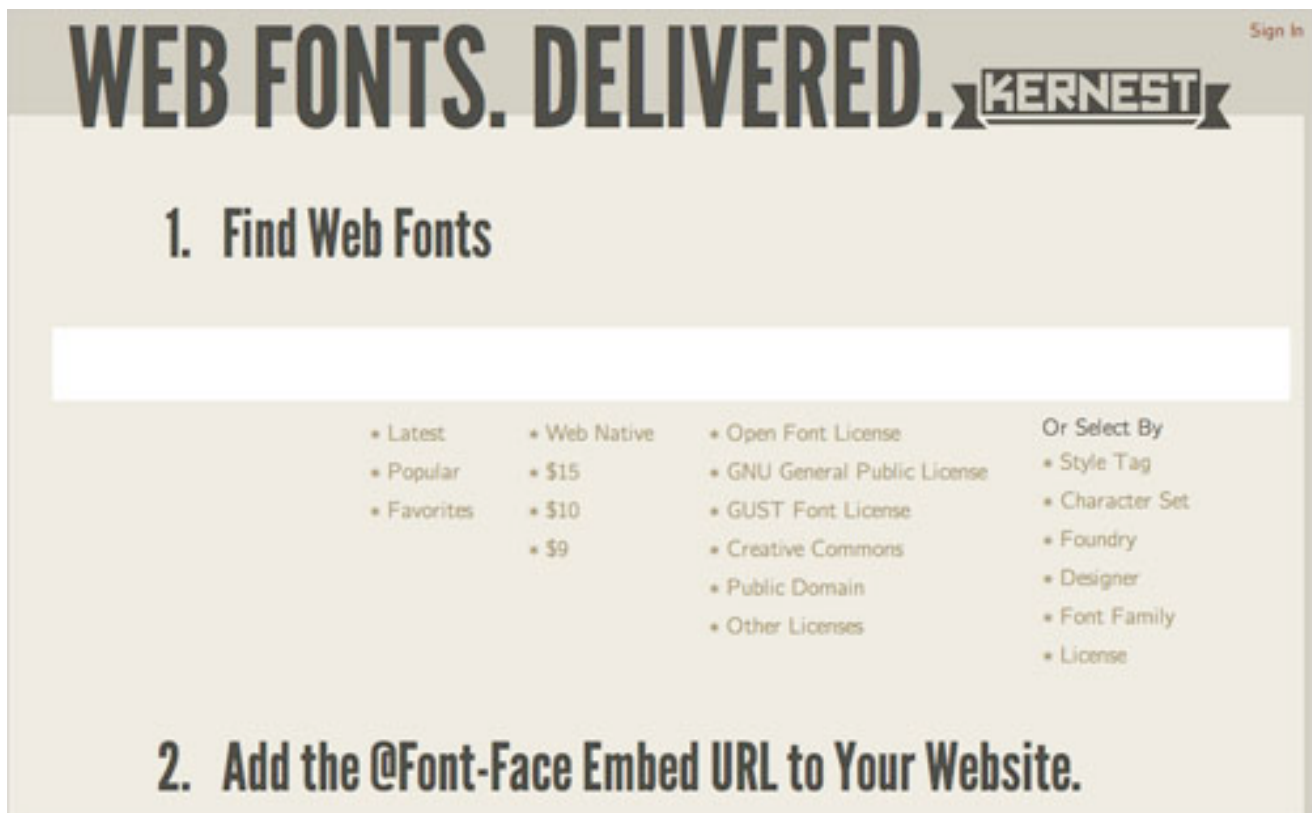 Sign In
WEB FONTS. DELIVERED. KERNEST
1. Find Web Fonts
• Latest
• Popular
• Favorites
• Web Native
• $15
• $10
• $9
• Open Font License
• GNU General Public License
• GUST Font License
• Creative Commons
• Public Domain
• Other Licenses
Or Select By
• Style Tag
• Character Set
• Foundry
• Designer
• Font Family
• License
2. Add the @Font-Face Embed URL to Your Website.